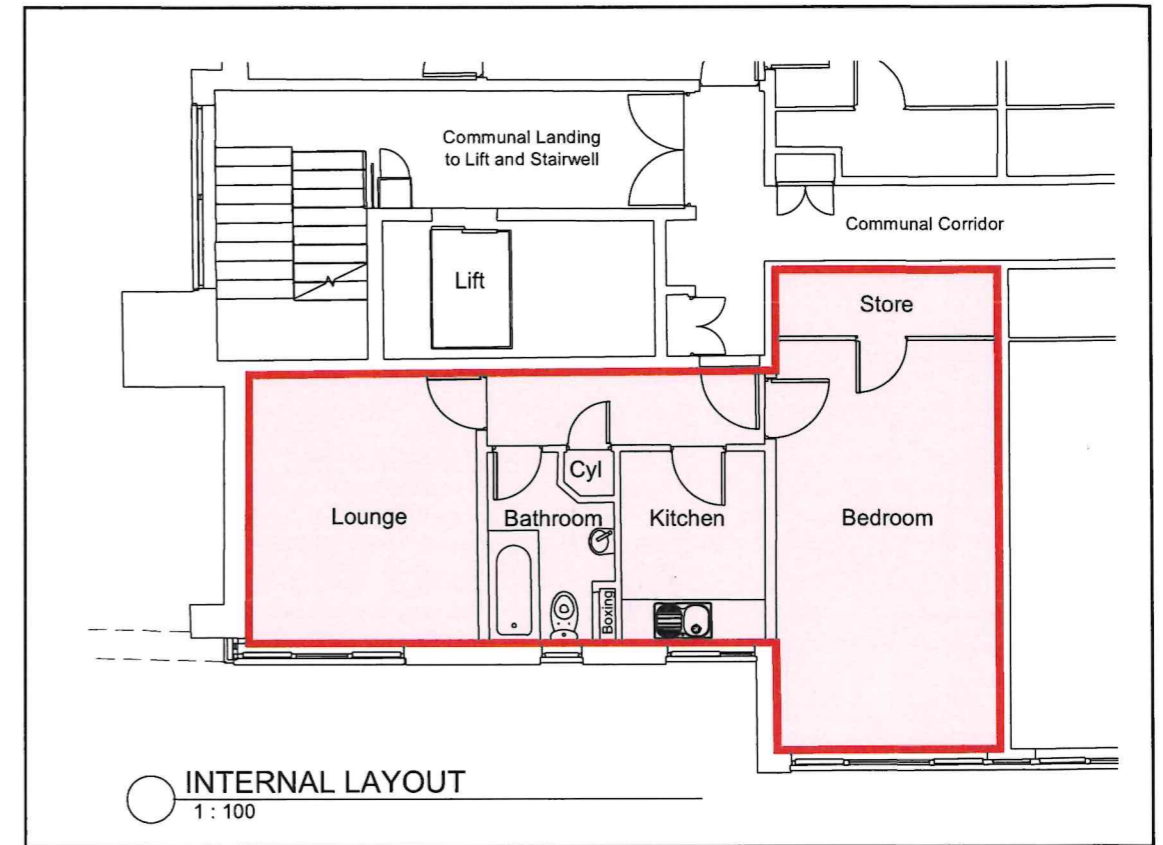 Communal Landing
to Lift and Stairwell
Communal Corridor
Lift
Store
Cyl
Lounge
Bathroom
Kitchen
Bedroom
Boxing
INTERNAL LAYOUT
1 : 100